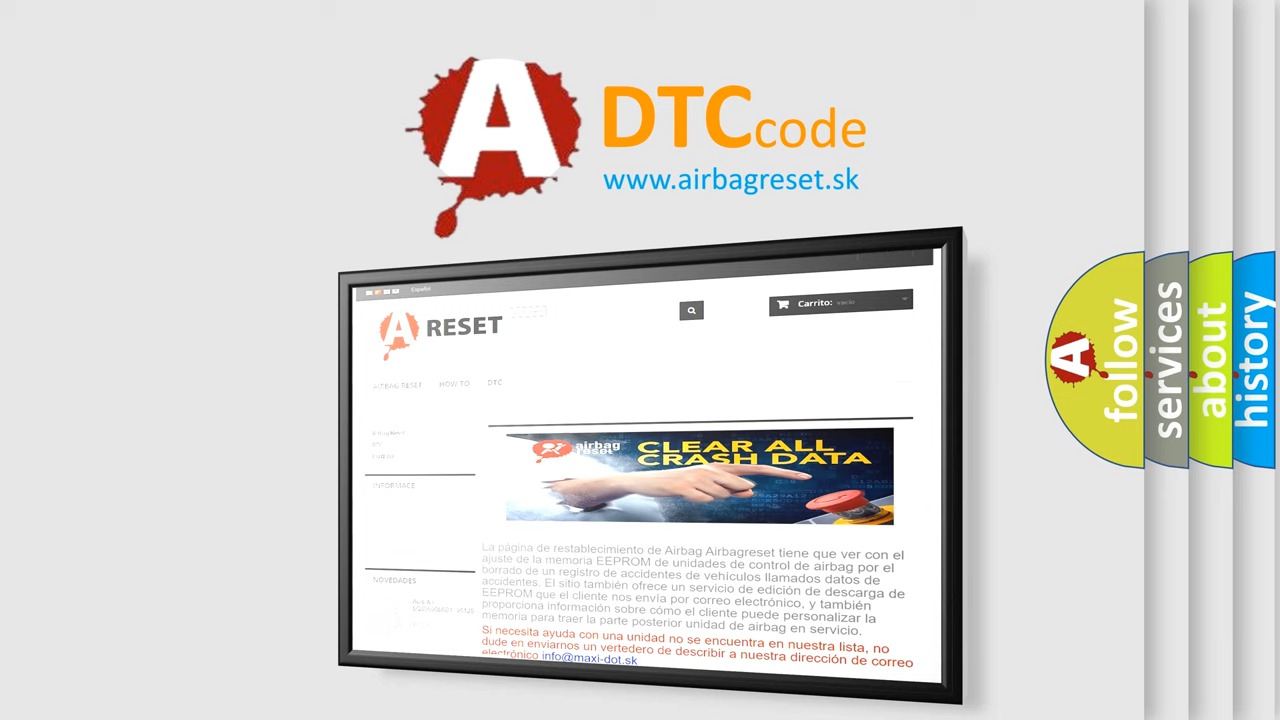 A
DTCcode
www.airbagreset.sk
Español
A RESET
Carrito: vacío
AIRBAG RESET HOW TO DTC
INFORMACE
airbag
reset
CLEAR ALL
CRASH DATA
La página de restablecimiento de Airbag Airbagreset tiene que ver con el
ajuste de la memoria EEPROM de unidades de control de airbag por el
borrado de un registro de accidentes de vehículos llamados datos de
accidentes. El sitio también ofrece un servicio de edición de descarga de
EEPROM que el cliente nos envía por correo electrónico, y también
proporciona información sobre cómo el cliente puede personalizar la
memoria para traer la parte posterior unidad de airbag en servicio.
Si necesita ayuda con una unidad no se encuentra en nuestra lista, no
dude en enviarnos un vertedero de describir a nuestra dirección de correo
electrónico info@maxi-dot.sk
NOVEDADES
A
follow
services
about
history